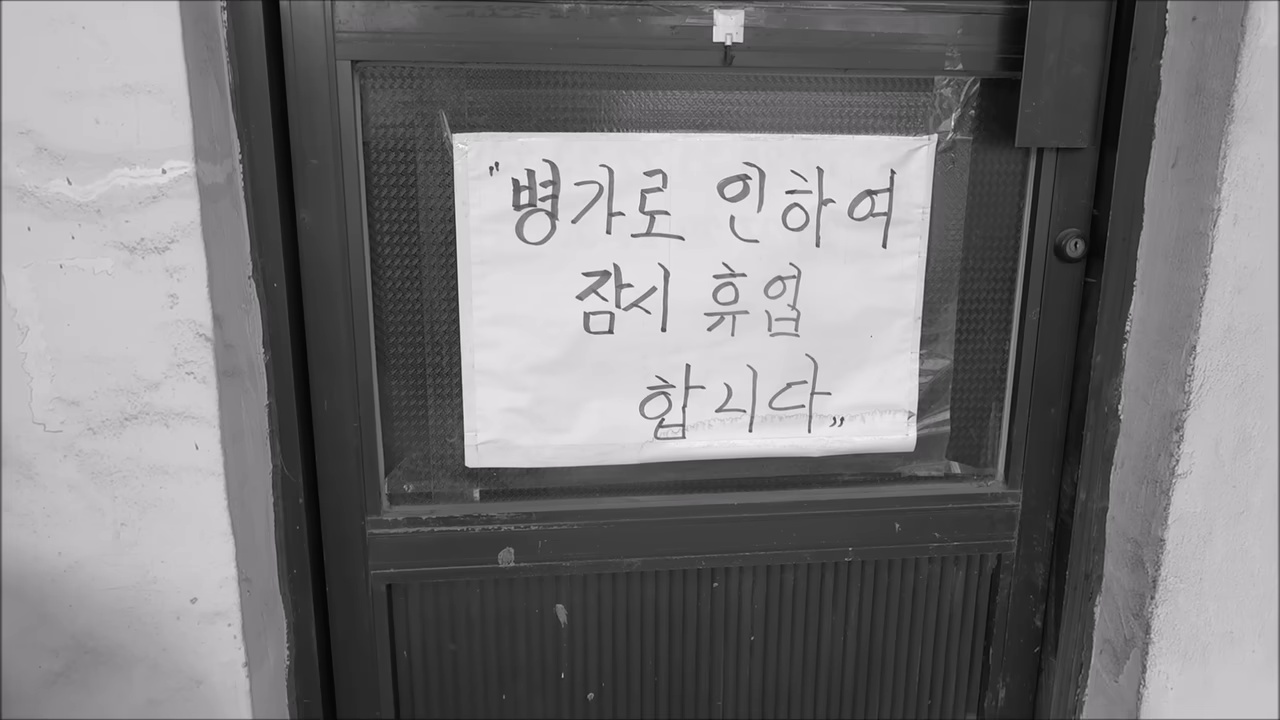 "병가로 인하여
잠시 휴업
합니다„